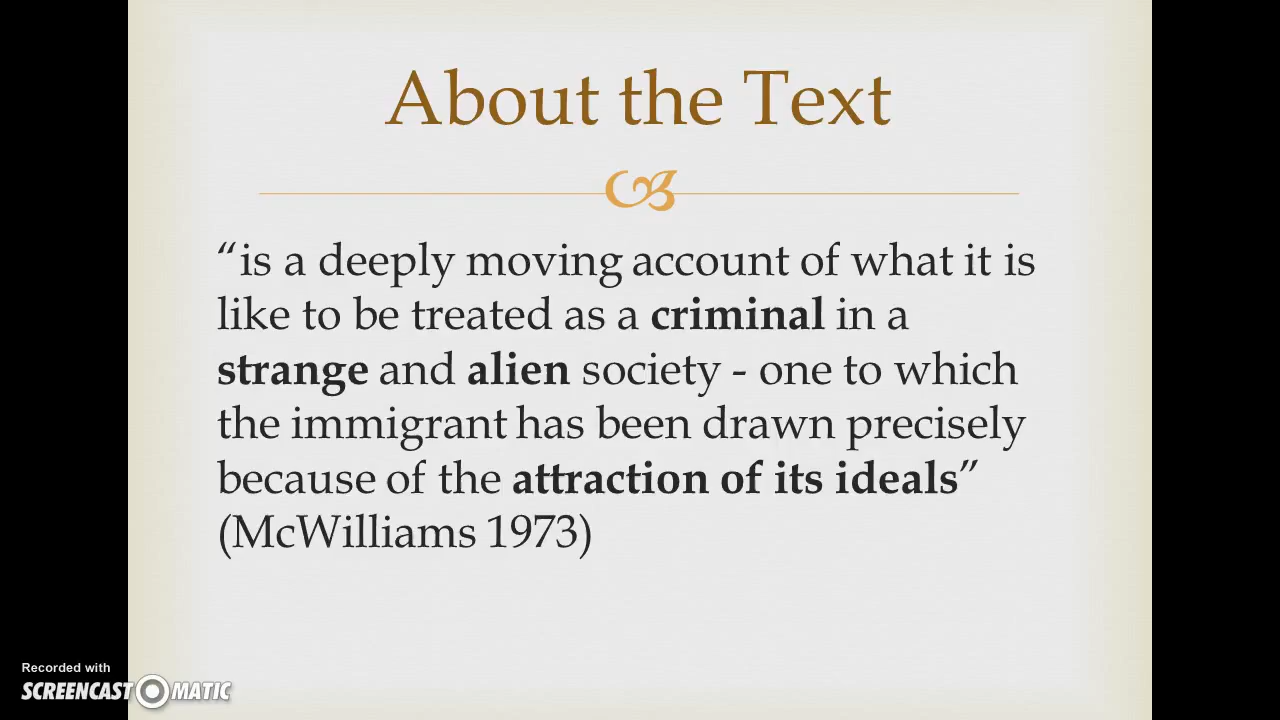 About the Text
“is a deeply moving account of what it is
like to be treated as a criminal in a
strange and alien society - one to which
the immigrant has been drawn precisely
because of the attraction of its ideals”
(McWilliams 1973)
Recorded with
SCREENCAST MATIC